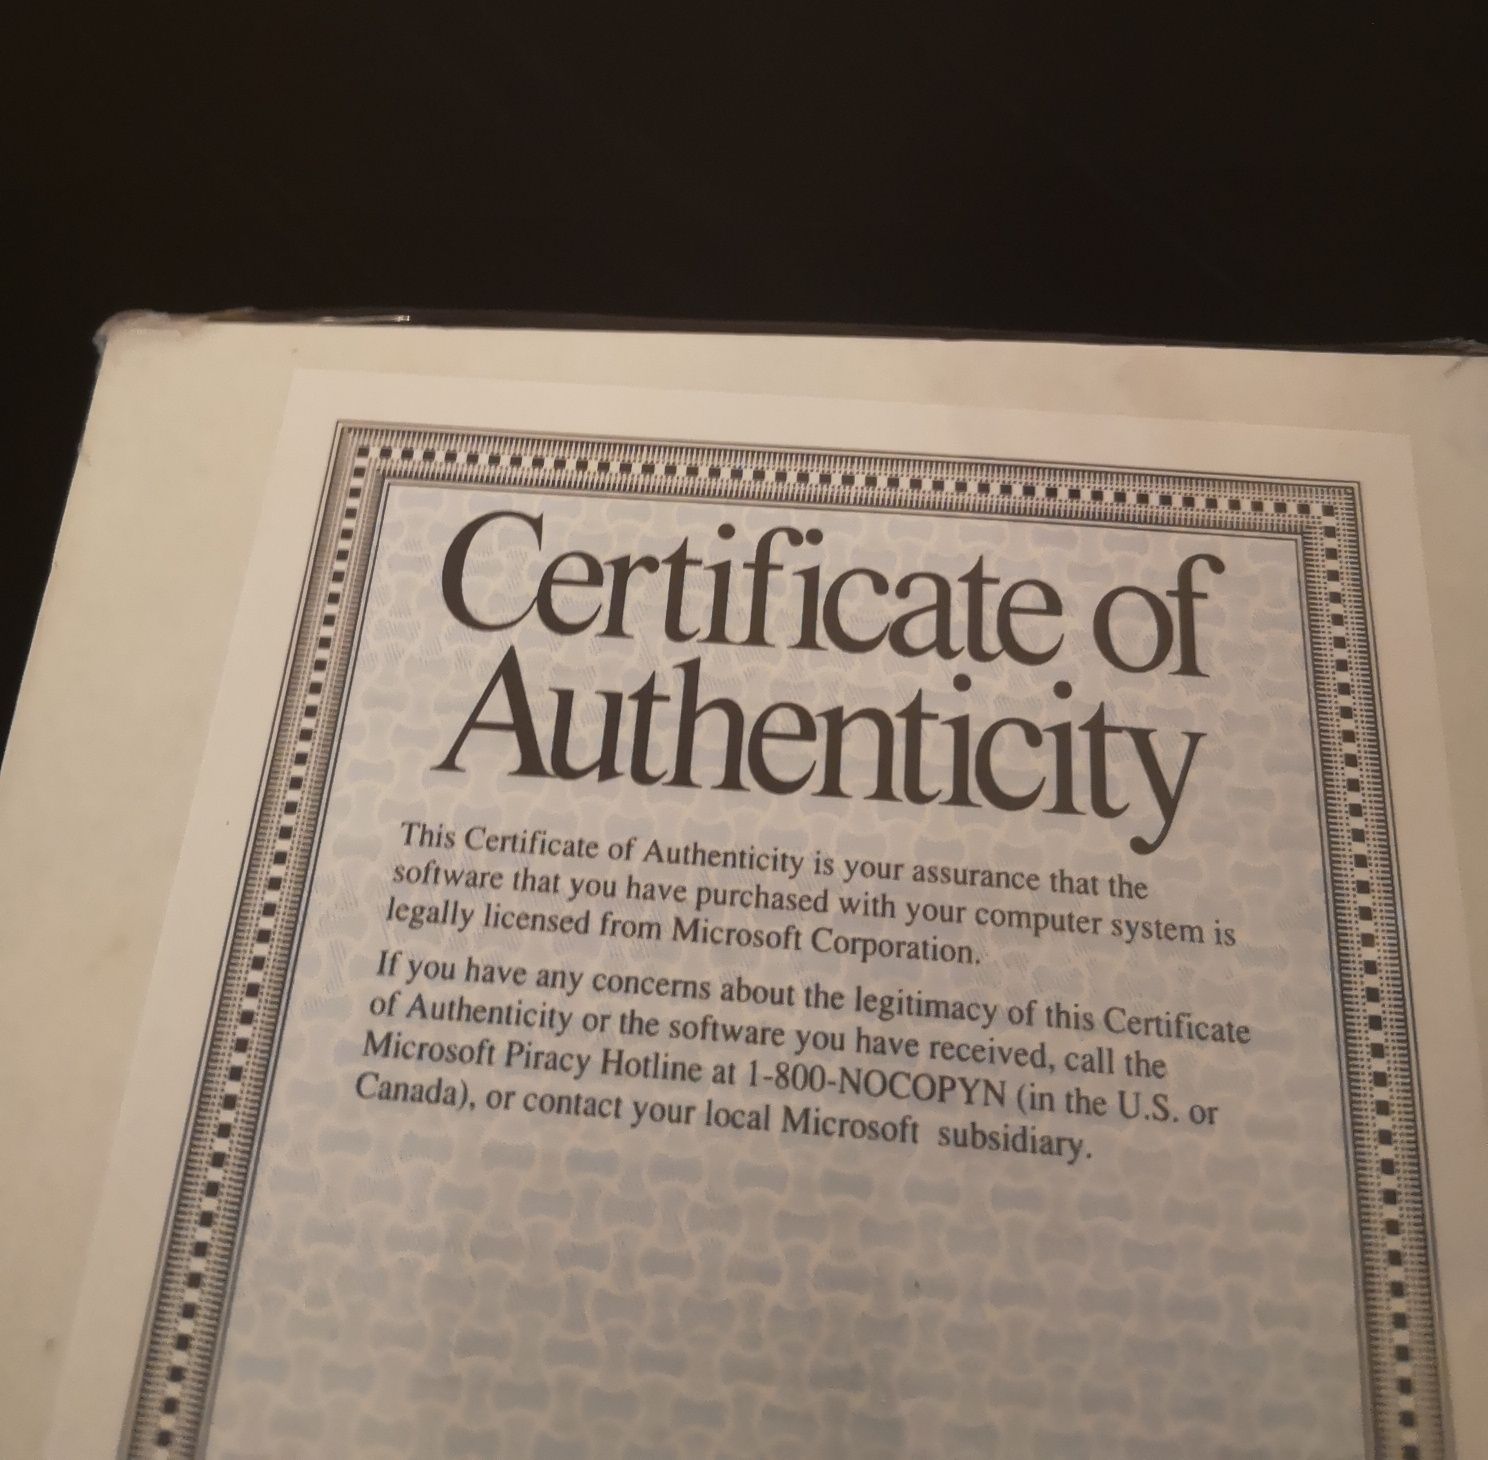 Certificate of
Authenticity
This Certificate of Authenticity is your assurance that the
software that you have purchased with your computer system is
legally licensed from Microsoft Corporation.
If you have any concerns about the legitimacy of this Certificate
of Authenticity or the software you have received, call the
Microsoft Piracy Hotline at 1-800-NOCOPYN (in the U.S. or
Canada), or contact your local Microsoft subsidiary.